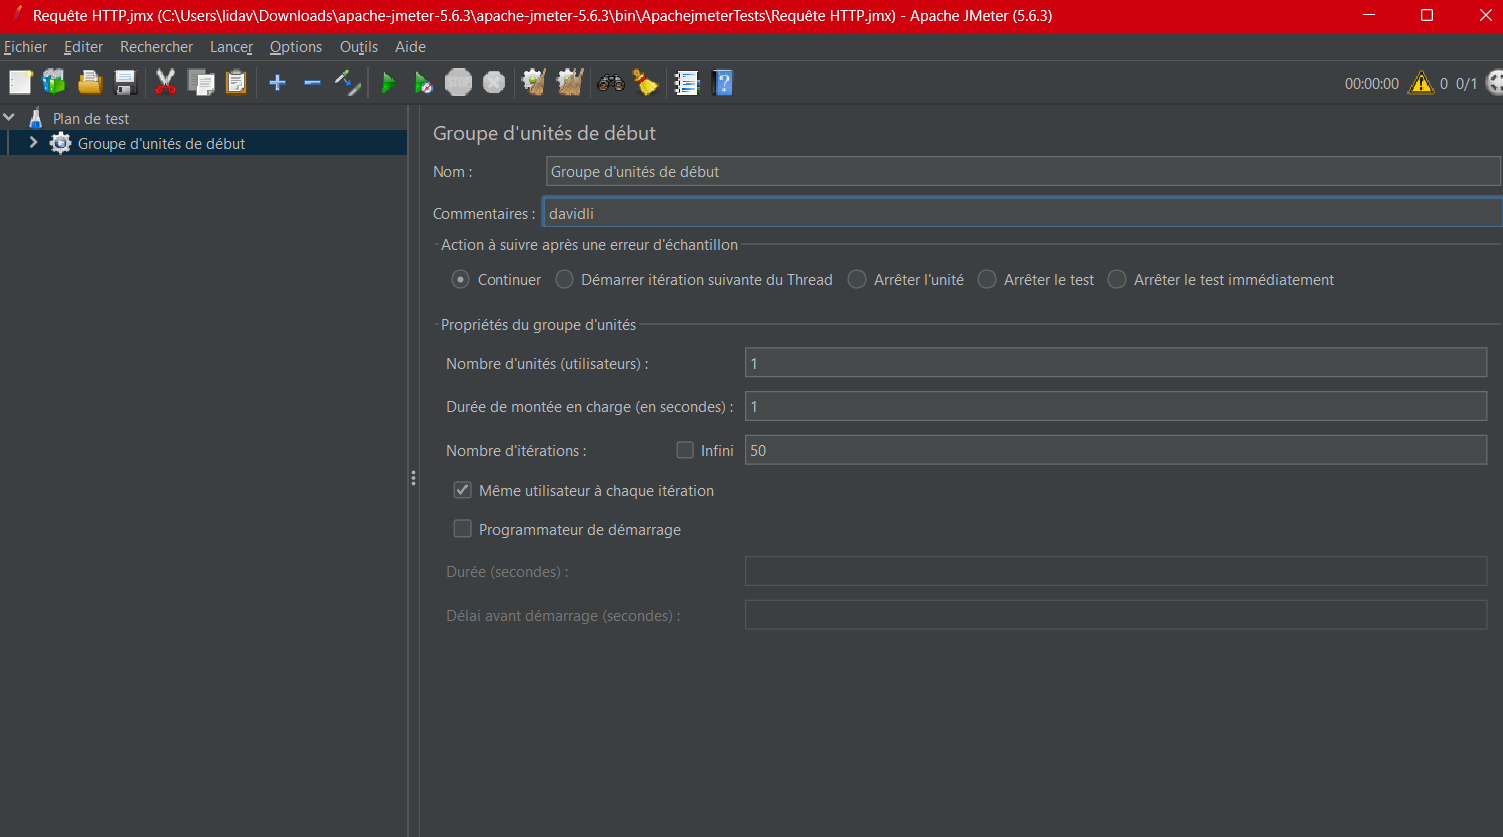 Requête HTTP.jmx (C:\Users\lidav\Downloads\apache-jmeter-5.6.3\apache-jmeter-5.6.3\bin\ApachejmeterTests\Requête HTTP.jmx) - Apache JMeter (5.6.3)
Fichier Editer Rechercher Lancer Options Outils Aide
STOP 00:00:00 0 0/1
Plan de test
Groupe d'unités de début
Groupe d'unités de début
Nom : Groupe d'unités de début
Commentaires : davidli
Action à suivre après une erreur d'échantillon
Continuer Démarrer itération suivante du Thread Arrêter l'unité Arrêter le test Arrêter le test immédiatement
Propriétés du groupe d'unités
Nombre d'unités (utilisateurs) : 1
Durée de montée en charge (en secondes) : 1
Nombre d'itérations : Infini 50
Même utilisateur à chaque itération
Programmateur de démarrage
Durée (secondes) :
Délai avant démarrage (secondes) :